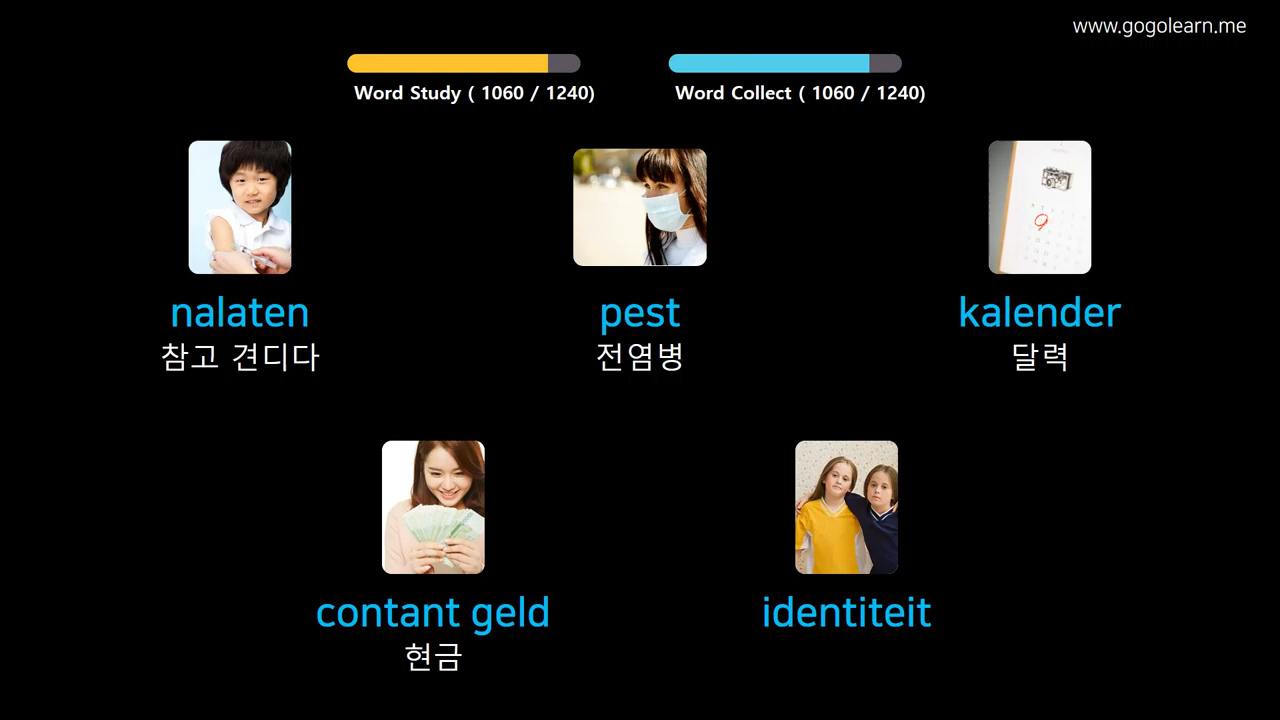 www.gogolearn.me
Word Study ( 1060 / 1240)
Word Collect ( 1060 / 1240)
nalaten
참고 견디다
pest
전염병
kalender
달력
contant geld
현금
identiteit